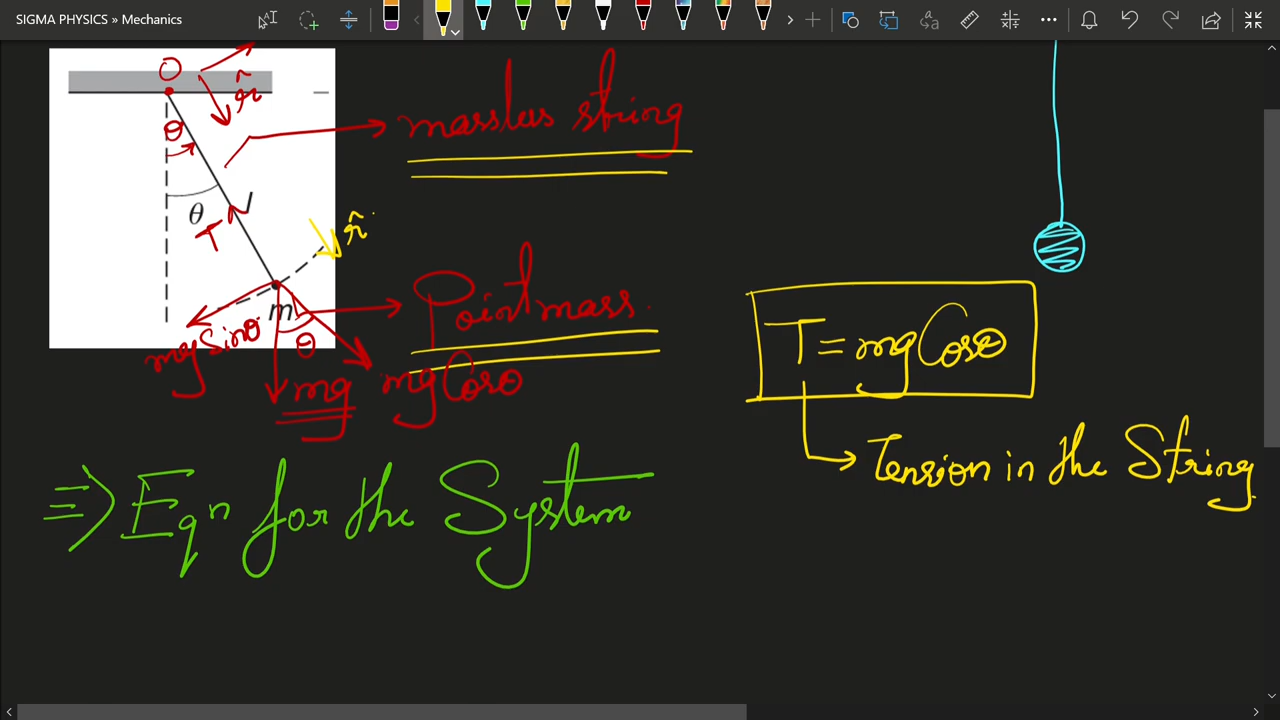 SIGMA PHYSICS » Mechanics
O
r̂
θ
massless string
θ
T
r̂
m
Point mass.
mg Sinθ
θ
mg
mg Cosθ
T = mg Cosθ
Tension in the String
⇒ Eqⁿ for the System